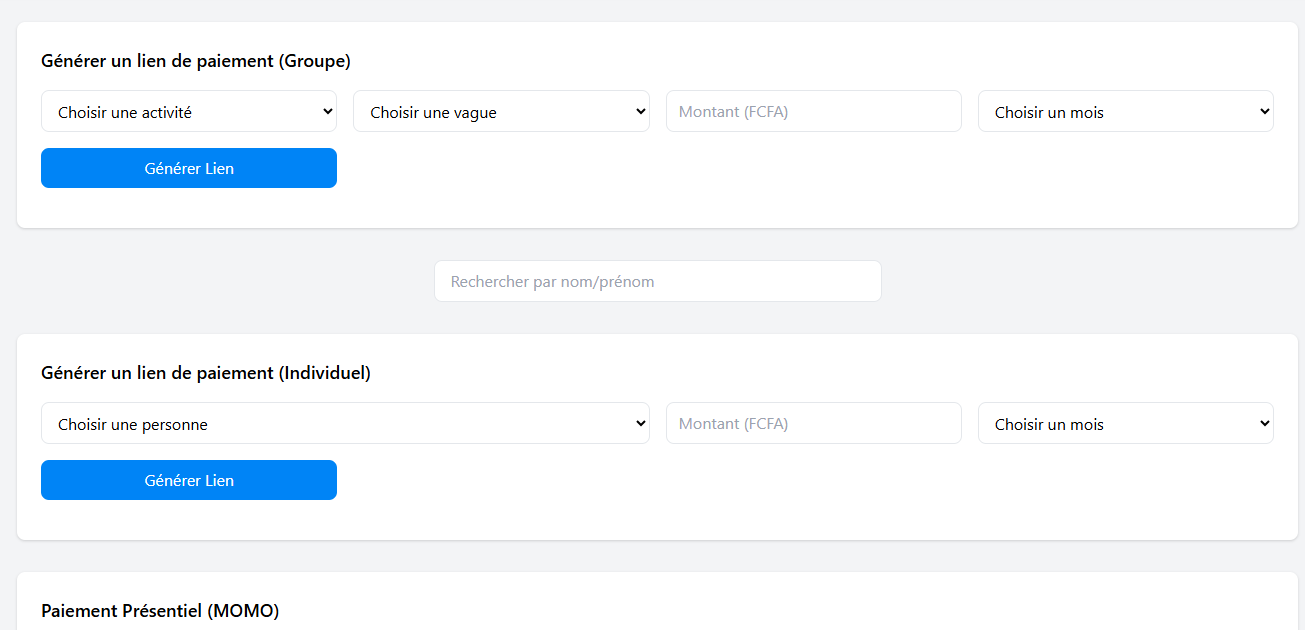 Générer un lien de paiement (Groupe)
Choisir une activité Choisir une vague Montant (FCFA) Choisir un mois
Générer Lien
Rechercher par nom/prénom
Générer un lien de paiement (Individuel)
Choisir une personne Montant (FCFA) Choisir un mois
Générer Lien
Paiement Présentiel (MOMO)